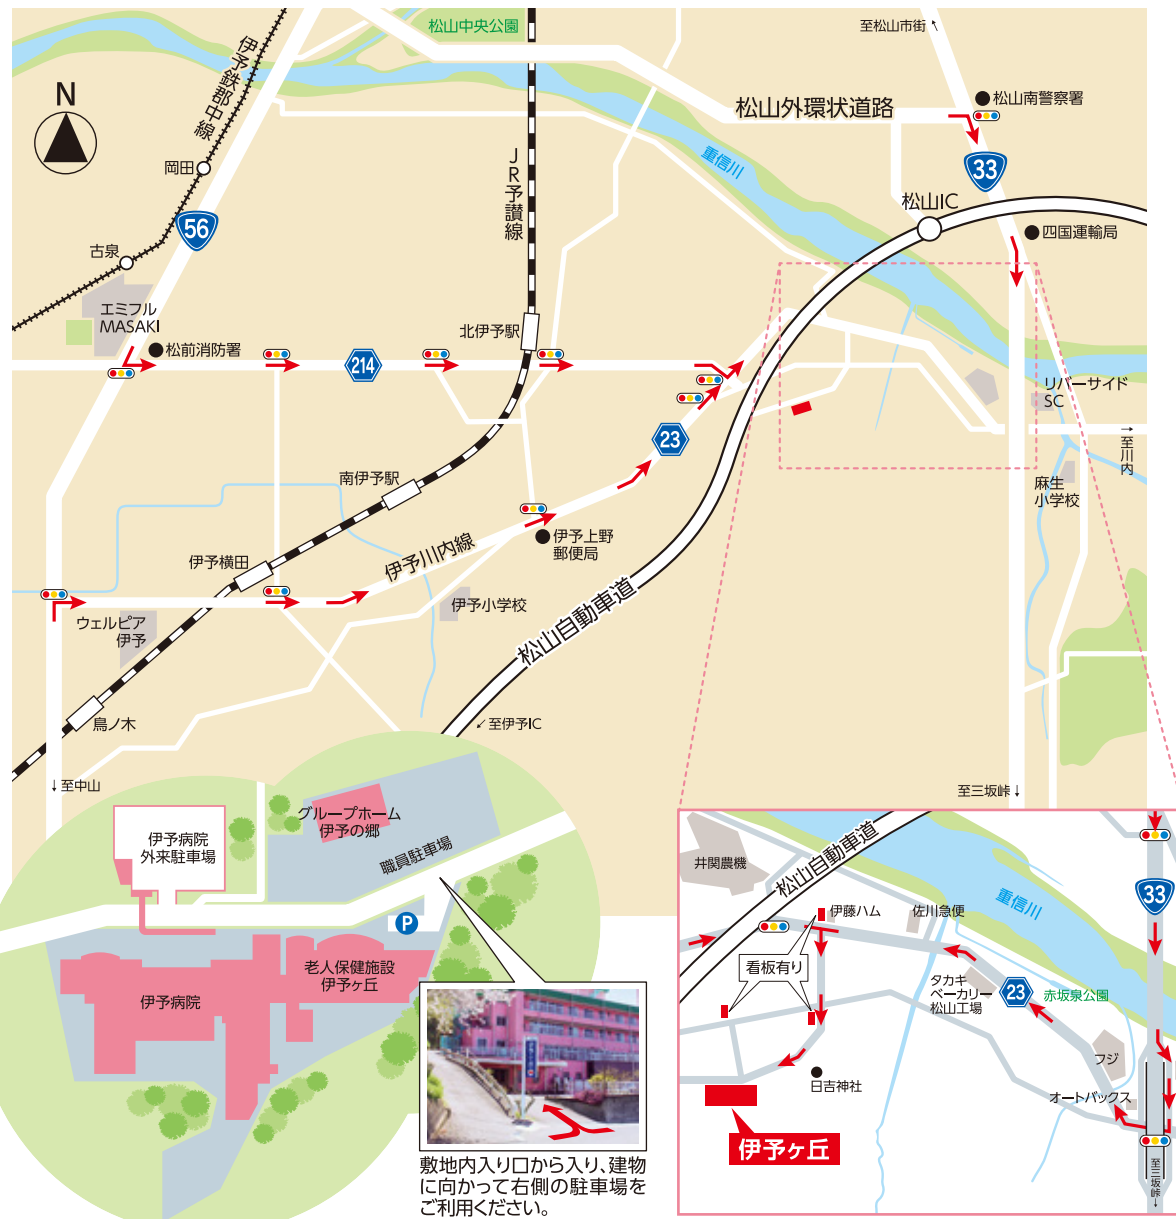 松山中央公園
至松山市街
伊予鉄郡中線
N
松山外環状道路
松山南警察署
岡田
JR予讃線
重信川
33
56
松山IC
四国運輸局
古泉
エミフル
MASAKI
北伊予駅
松前消防署
214
リバーサイド
SC
23
→至川内
南伊予駅
麻生
小学校
伊予上野
郵便局
伊予川内線
伊予横田
伊予小学校
松山自動車道
ウェルピア
伊予
鳥ノ木
↙至伊予IC
↓至中山
至三坂峠↓
グループホーム
伊予の郷
伊予病院
外来駐車場
職員駐車場
P
老人保健施設
伊予ヶ丘
伊予病院
敷地内入り口から入り、建物
に向かって右側の駐車場を
ご利用ください。
井関農機
松山自動車道
重信川
33
伊藤ハム
佐川急便
看板有り
タカキ
ベーカリー
松山工場
23
赤坂泉公園
フジ
日吉神社
オートバックス
伊予ヶ丘
至三坂峠↓